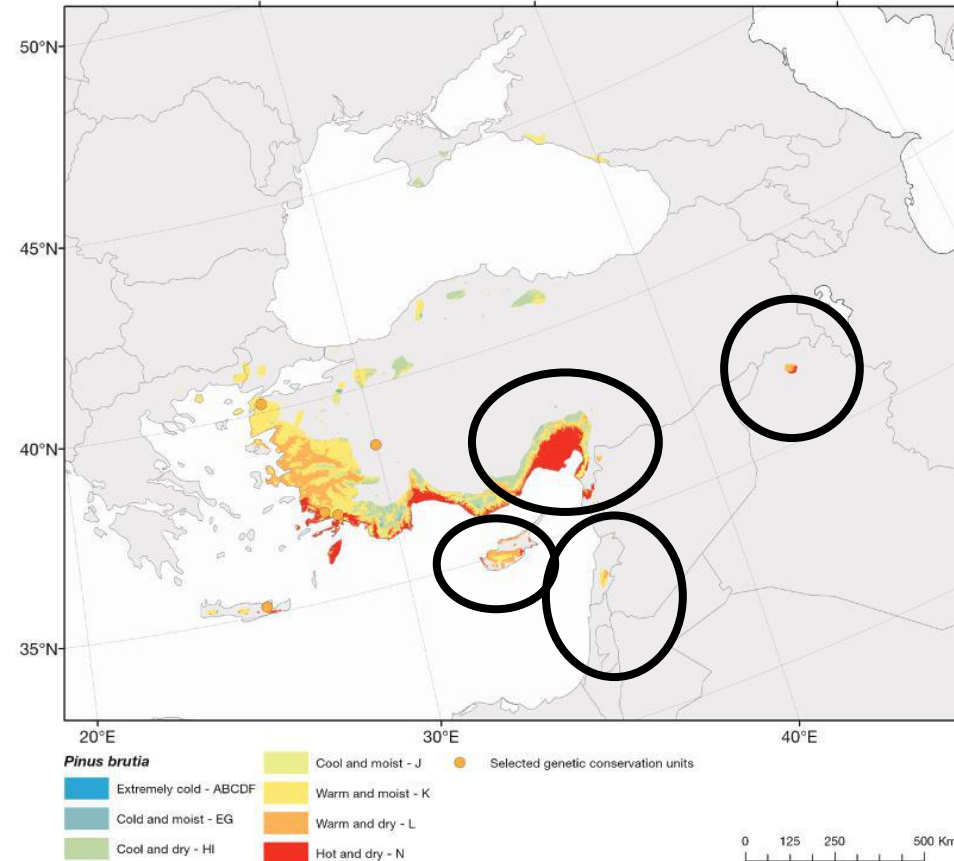 50°N
45°N
40°N
35°N
20°E
30°E
40°E
Pinus brutia
Extremely cold - ABCDF
Cold and moist - EG
Cool and dry - HI
Cool and moist - J
Warm and moist - K
Warm and dry - L
Hot and dry - N
Selected genetic conservation units
0 125 250 500 Km